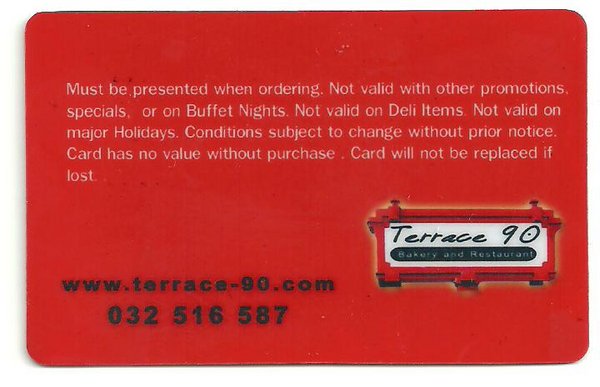 Must be presented when ordering. Not valid with other promotions,
specials, or on Buffet Nights. Not valid on Deli Items. Not valid on
major Holidays. Conditions subject to change without prior notice.
Card has no value without purchase . Card will not be replaced if
lost.
Terrace 90
Bakery and Restaurant
www.terrace-90.com
032 516 587